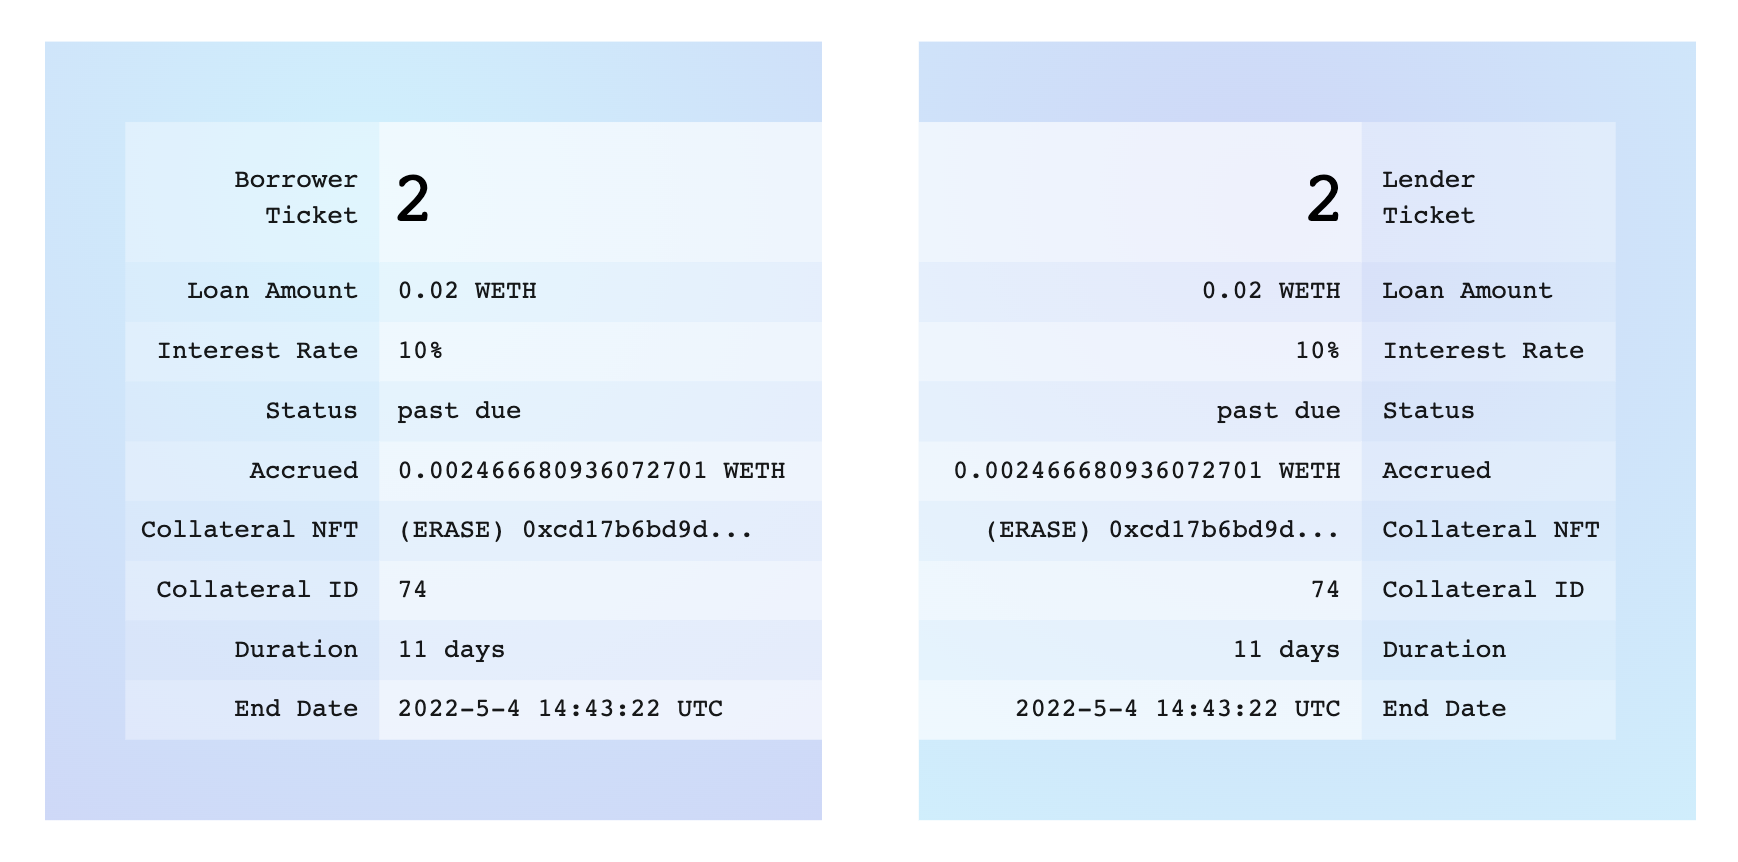 Borrower
Ticket
2
Loan Amount 0.02 WETH
Interest Rate 10%
Status past due
Accrued 0.002466680936072701 WETH
Collateral NFT (ERASE) 0xcd17b6bd9d...
Collateral ID 74
Duration 11 days
End Date 2022-5-4 14:43:22 UTC
2
Lender
Ticket
0.02 WETH Loan Amount
10% Interest Rate
past due Status
0.002466680936072701 WETH Accrued
(ERASE) 0xcd17b6bd9d... Collateral NFT
74 Collateral ID
11 days Duration
2022-5-4 14:43:22 UTC End Date